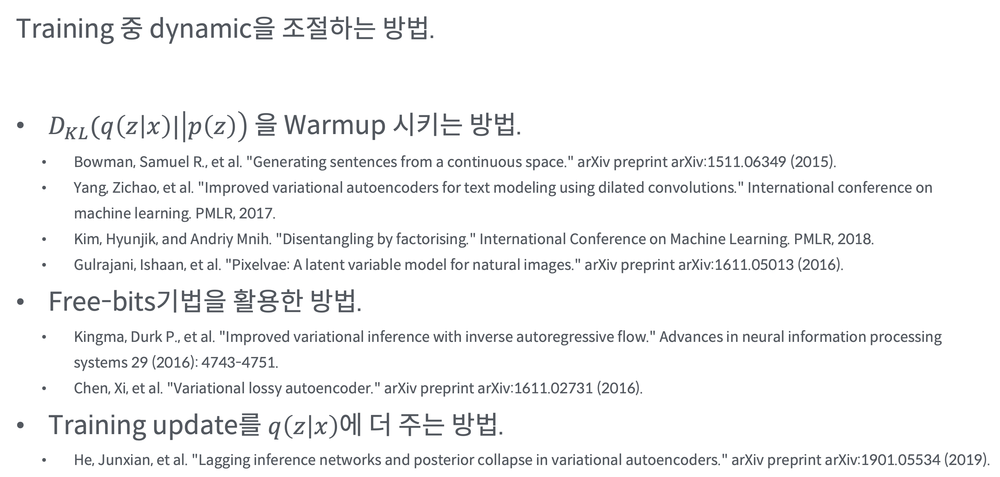 Training 중 dynamic을 조절하는 방법.
• $D_{KL}(q(z|x)||p(z))$ 을 Warmup 시키는 방법.
• Bowman, Samuel R., et al. "Generating sentences from a continuous space." arXiv preprint arXiv:1511.06349 (2015).
• Yang, Zichao, et al. "Improved variational autoencoders for text modeling using dilated convolutions." International conference on
machine learning. PMLR, 2017.
• Kim, Hyunjik, and Andriy Mnih. "Disentangling by factorising." International Conference on Machine Learning. PMLR, 2018.
• Gulrajani, Ishaan, et al. "Pixelvae: A latent variable model for natural images." arXiv preprint arXiv:1611.05013 (2016).
• Free-bits기법을 활용한 방법.
• Kingma, Durk P., et al. "Improved variational inference with inverse autoregressive flow." Advances in neural information processing
systems 29 (2016): 4743-4751.
• Chen, Xi, et al. "Variational lossy autoencoder." arXiv preprint arXiv:1611.02731 (2016).
• Training update를 $q(z|x)$에 더 주는 방법.
• He, Junxian, et al. "Lagging inference networks and posterior collapse in variational autoencoders." arXiv preprint arXiv:1901.05534 (2019).